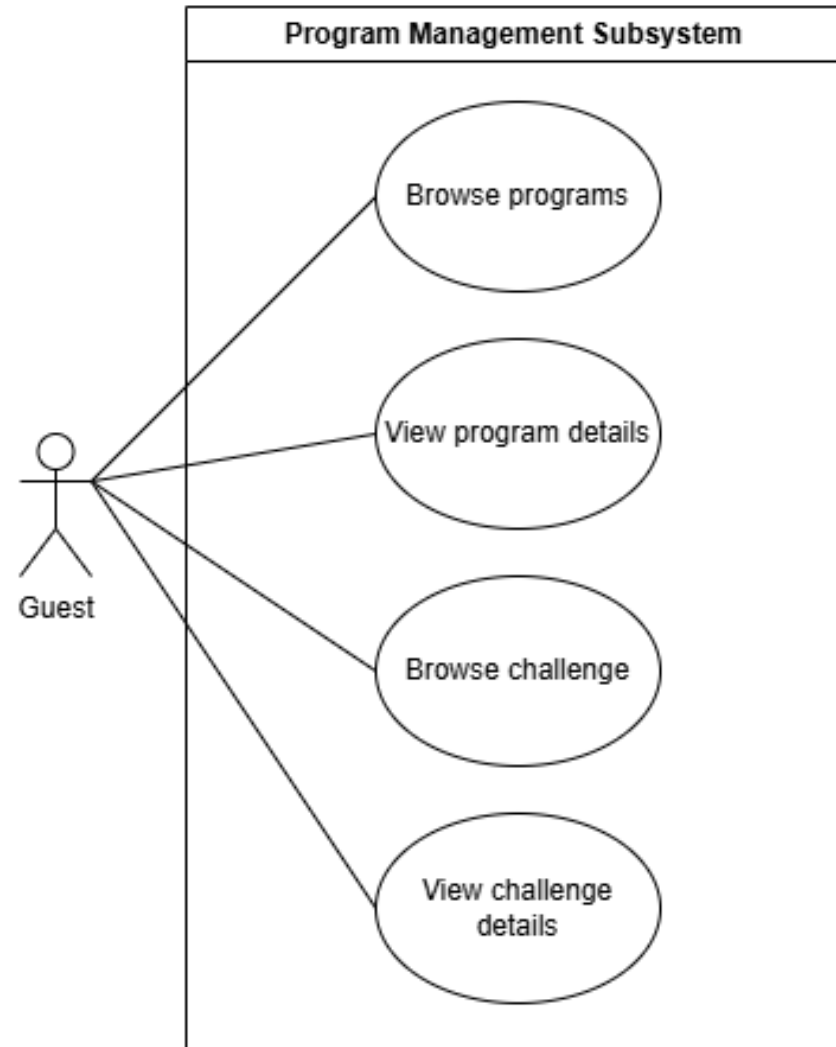 Program Management Subsystem
Browse programs
View program details
Guest
Browse challenge
View challenge
details